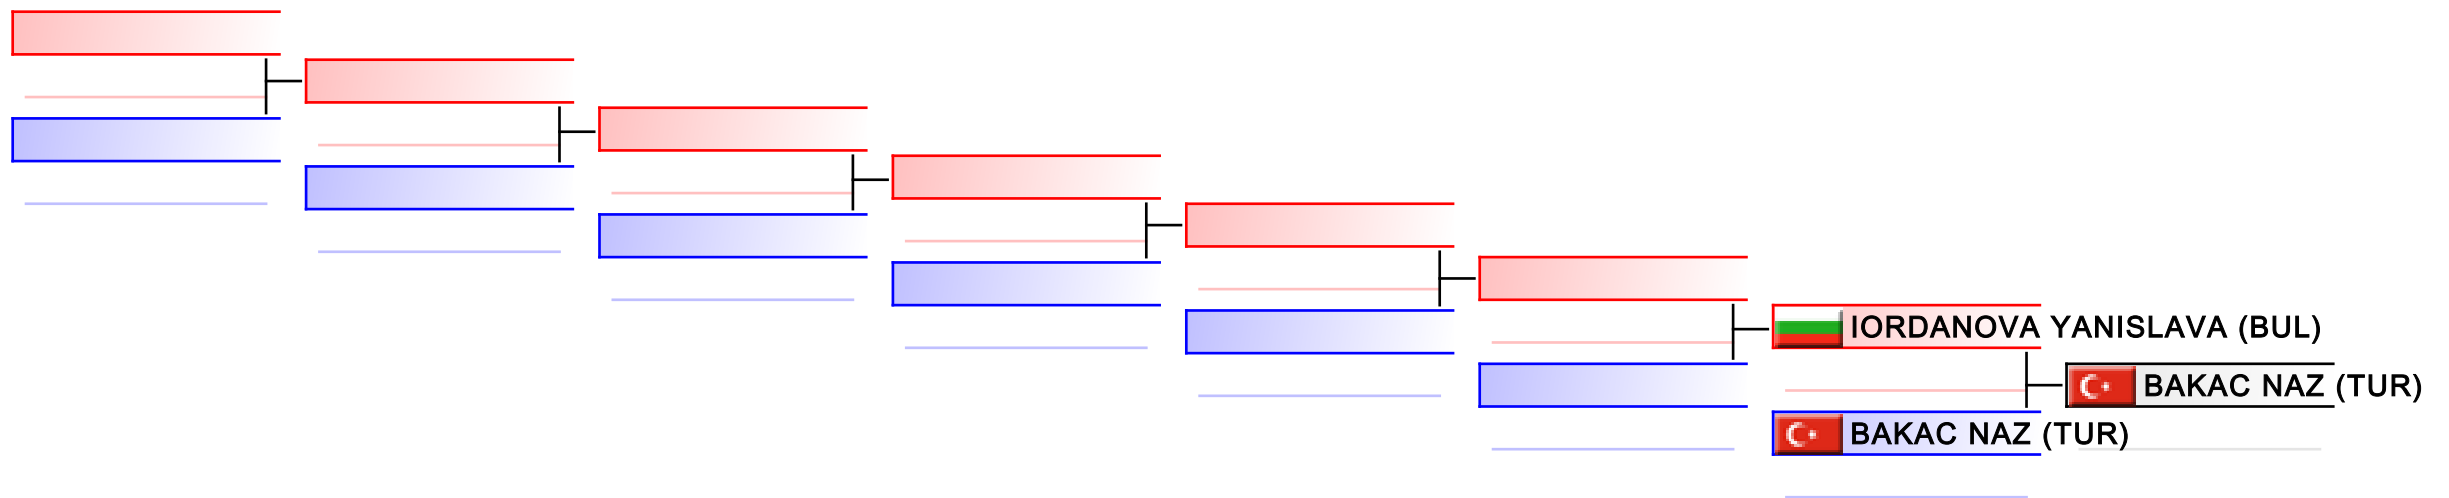 IORDANOVA YANISLAVA (BUL)
BAKAC NAZ (TUR)
BAKAC NAZ (TUR)